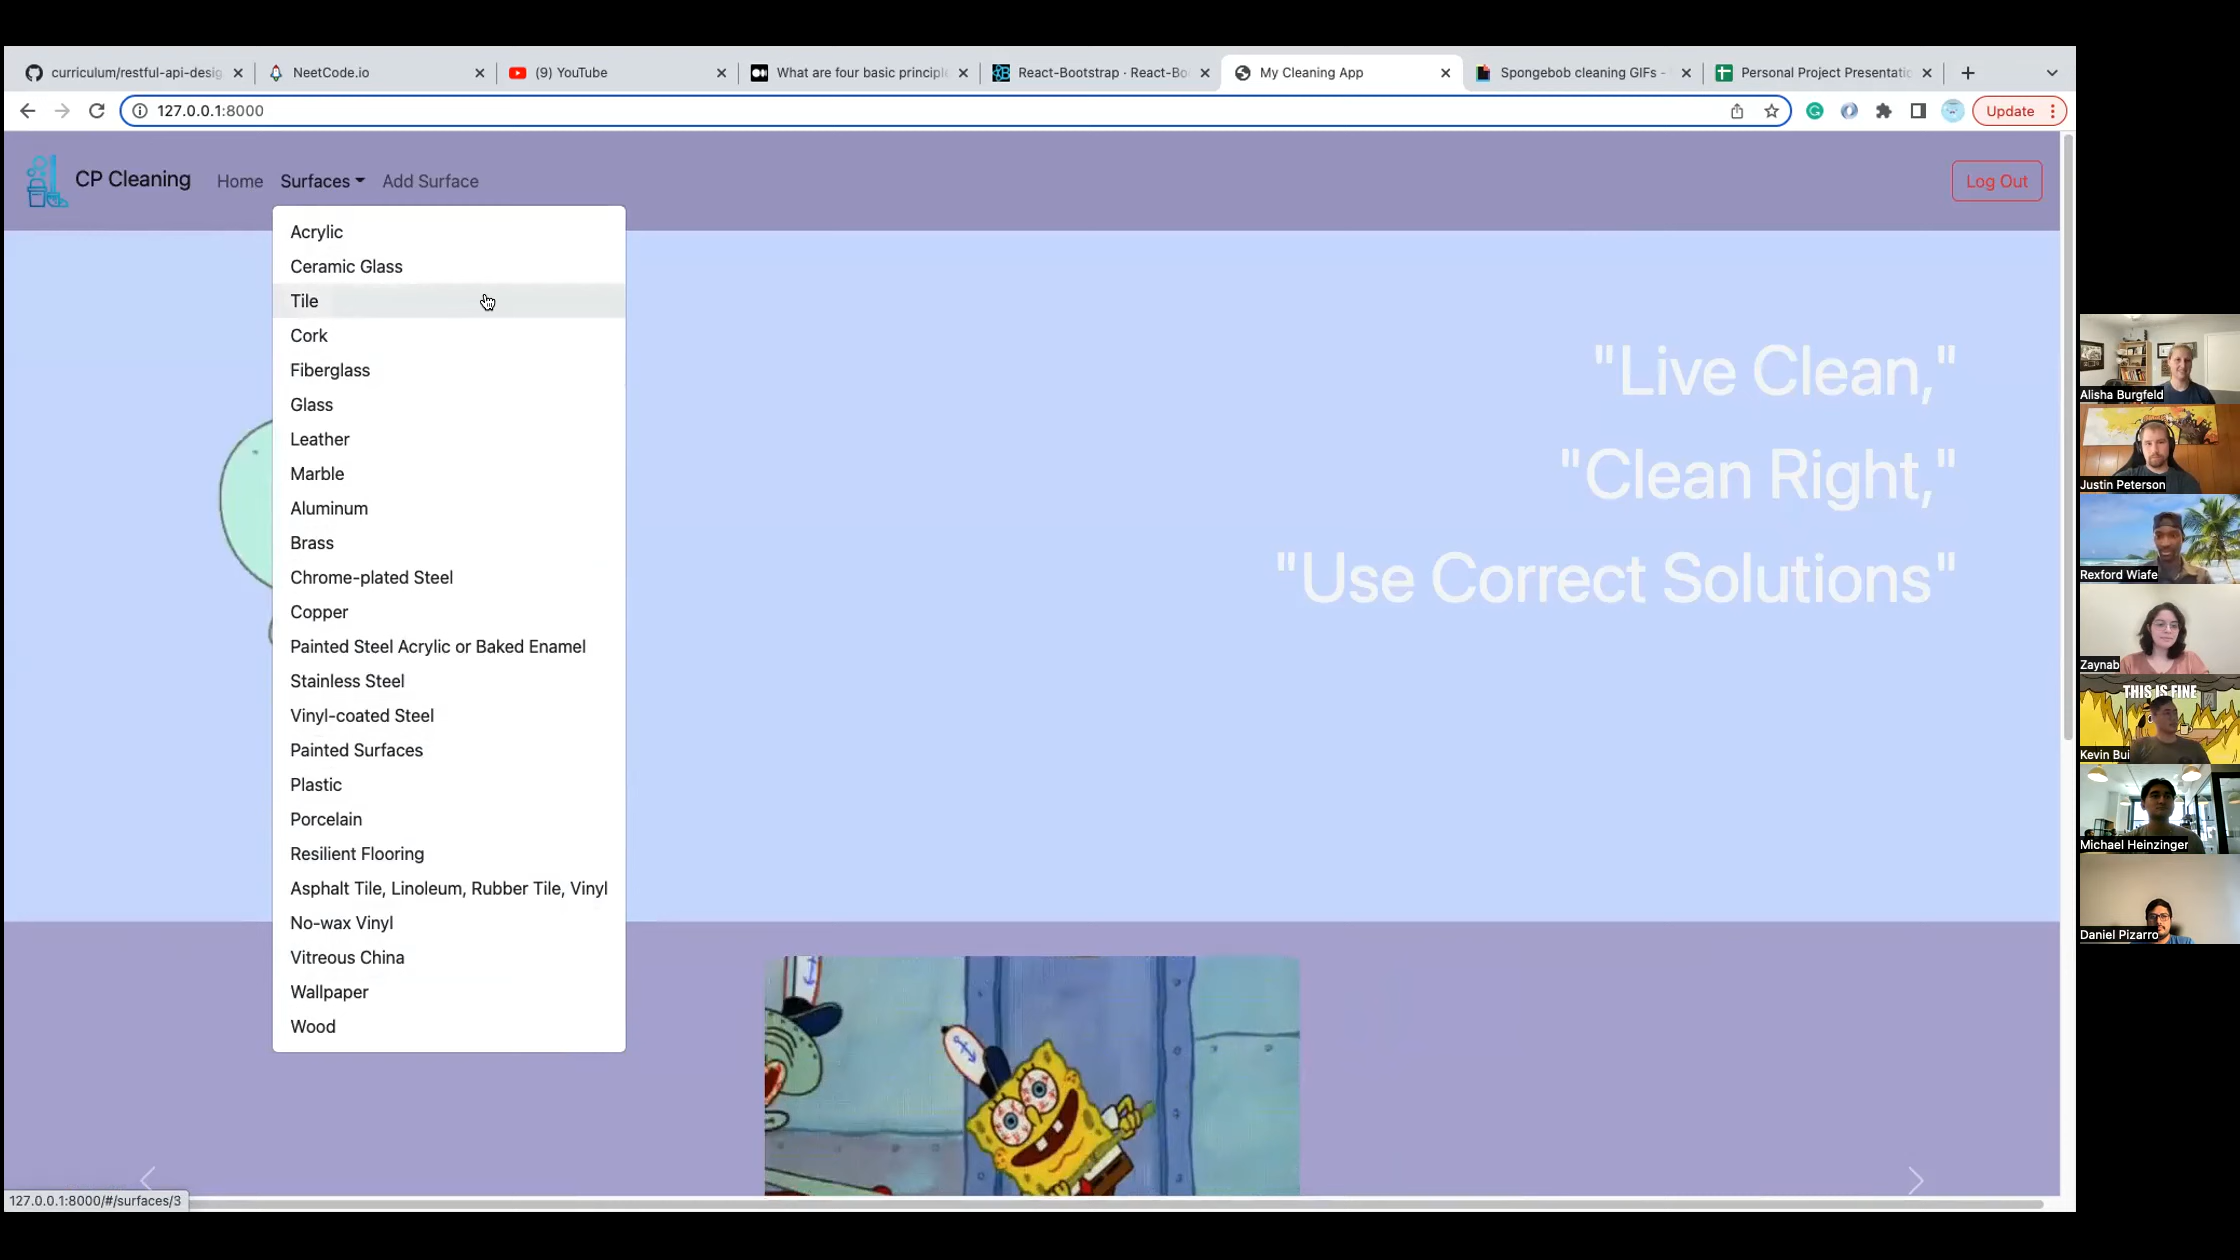 curriculum/restful-api-desig
NeetCode.io
(9) YouTube
What are four basic principle
React-Bootstrap · React-Bo
My Cleaning App
Spongebob cleaning GIFs -
Personal Project Presentatio
127.0.0.1:8000
Update
CP Cleaning
Home
Surfaces
Add Surface
Log Out
Acrylic
Ceramic Glass
Tile
Cork
Fiberglass
Glass
Leather
Marble
Aluminum
Brass
Chrome-plated Steel
Copper
Painted Steel Acrylic or Baked Enamel
Stainless Steel
Vinyl-coated Steel
Painted Surfaces
Plastic
Porcelain
Resilient Flooring
Asphalt Tile, Linoleum, Rubber Tile, Vinyl
No-wax Vinyl
Vitreous China
Wallpaper
Wood
"Live Clean,"
"Clean Right,"
"Use Correct Solutions"
127.0.0.1:8000/#/surfaces/3
Alisha Burgfeld
Justin Peterson
Rexford Wiafe
Zaynab
THIS IS FINE
Kevin Bui
Michael Heinzinger
Daniel Pizarro